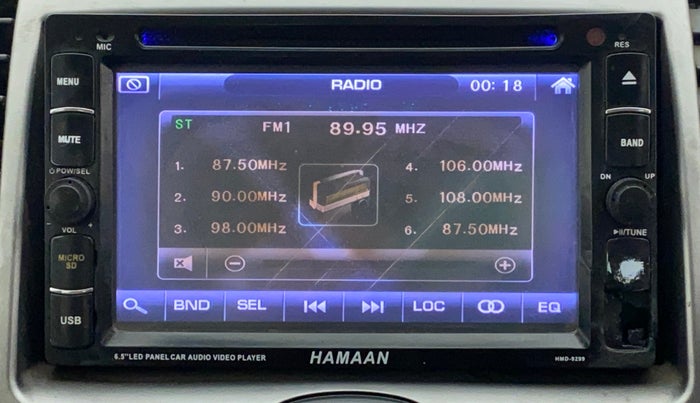 MIC
RES
MENU
RADIO 00:18
MUTE
BAND
ST FM1 89.95 MHZ
POW/SEL
DN UP
1. 87.50MHz 4. 106.00MHz
2. 90.00MHz 5. 108.00MHz
3. 98.00MHz 6. 87.50MHz
VOL +
/TUNE
MICRO SD
BND SEL LOC EQ
USB
6.5"LED PANEL CAR AUDIO VIDEO PLAYER HAMAAN HMD-9299